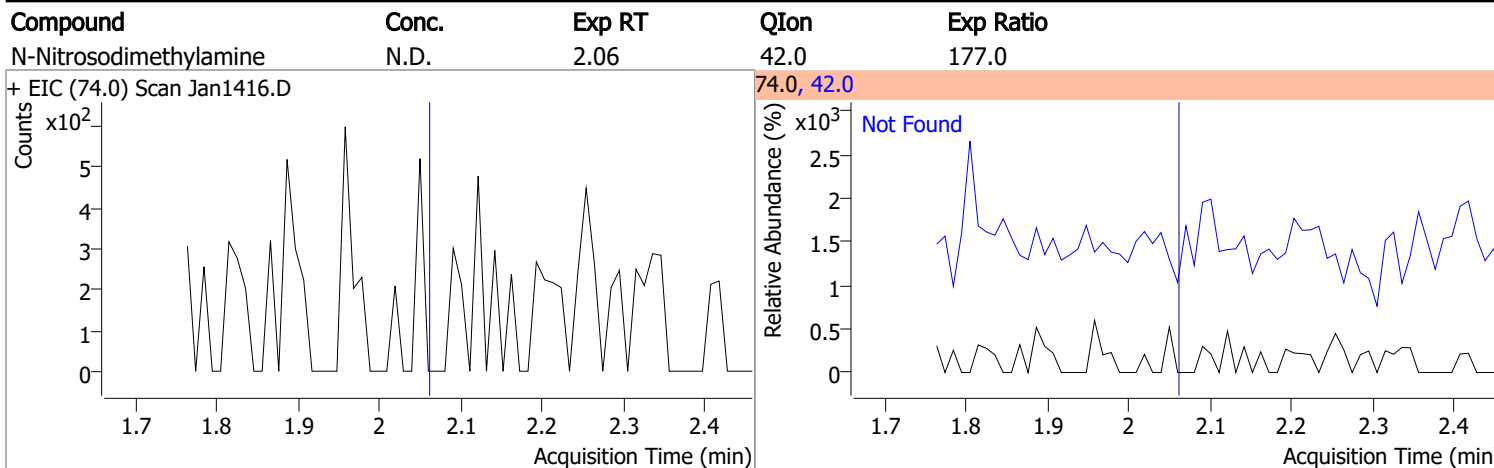 Compound Conc. Exp RT QIon Exp Ratio
N-Nitrosodimethylamine N.D. 2.06 42.0 177.0
+ EIC (74.0) Scan Jan1416.D
Counts
x10²
5
4
3
2
1
0
1.7 1.8 1.9 2 2.1 2.2 2.3 2.4
Acquisition Time (min)
74.0, 42.0
Relative Abundance (%)
x10³
Not Found
2.5
2
1.5
1
0.5
0
1.7 1.8 1.9 2 2.1 2.2 2.3 2.4
Acquisition Time (min